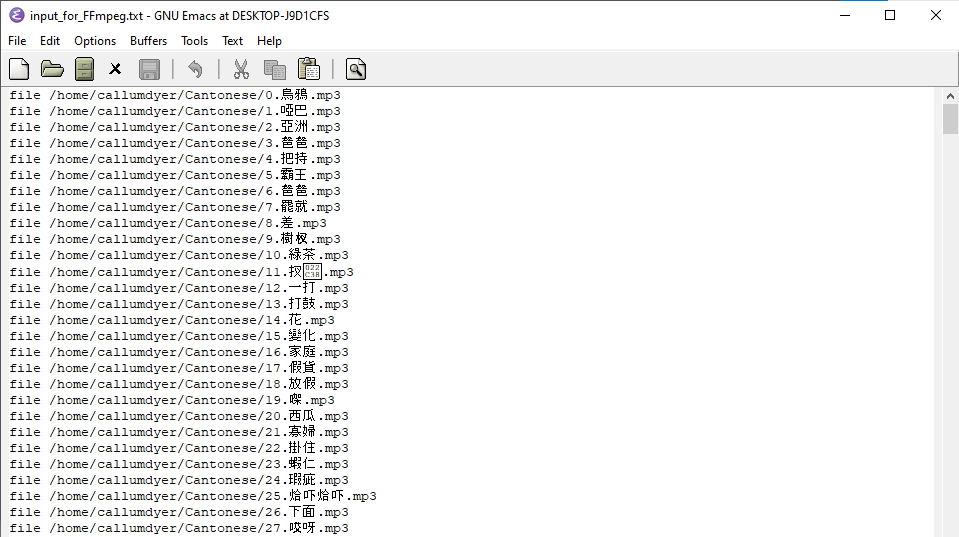 input_for_FFmpeg.txt - GNU Emacs at DESKTOP-J9D1CFS
File Edit Options Buffers Tools Text Help
file /home/callumdyer/Cantonese/0.烏鴉.mp3
file /home/callumdyer/Cantonese/1.啞巴.mp3
file /home/callumdyer/Cantonese/2.亞洲.mp3
file /home/callumdyer/Cantonese/3.爸爸.mp3
file /home/callumdyer/Cantonese/4.把持.mp3
file /home/callumdyer/Cantonese/5.霸王.mp3
file /home/callumdyer/Cantonese/6.爸爸.mp3
file /home/callumdyer/Cantonese/7.罷就.mp3
file /home/callumdyer/Cantonese/8.差.mp3
file /home/callumdyer/Cantonese/9.樹杈.mp3
file /home/callumdyer/Cantonese/10.綠茶.mp3
file /home/callumdyer/Cantonese/11.扠022C38.mp3
file /home/callumdyer/Cantonese/12.一打.mp3
file /home/callumdyer/Cantonese/13.打鼓.mp3
file /home/callumdyer/Cantonese/14.花.mp3
file /home/callumdyer/Cantonese/15.變化.mp3
file /home/callumdyer/Cantonese/16.家庭.mp3
file /home/callumdyer/Cantonese/17.假貨.mp3
file /home/callumdyer/Cantonese/18.放假.mp3
file /home/callumdyer/Cantonese/19.㗎.mp3
file /home/callumdyer/Cantonese/20.西瓜.mp3
file /home/callumdyer/Cantonese/21.寡婦.mp3
file /home/callumdyer/Cantonese/22.掛住.mp3
file /home/callumdyer/Cantonese/23.蝦仁.mp3
file /home/callumdyer/Cantonese/24.瑕疵.mp3
file /home/callumdyer/Cantonese/25.烚吓烚吓.mp3
file /home/callumdyer/Cantonese/26.下面.mp3
file /home/callumdyer/Cantonese/27.哎呀.mp3